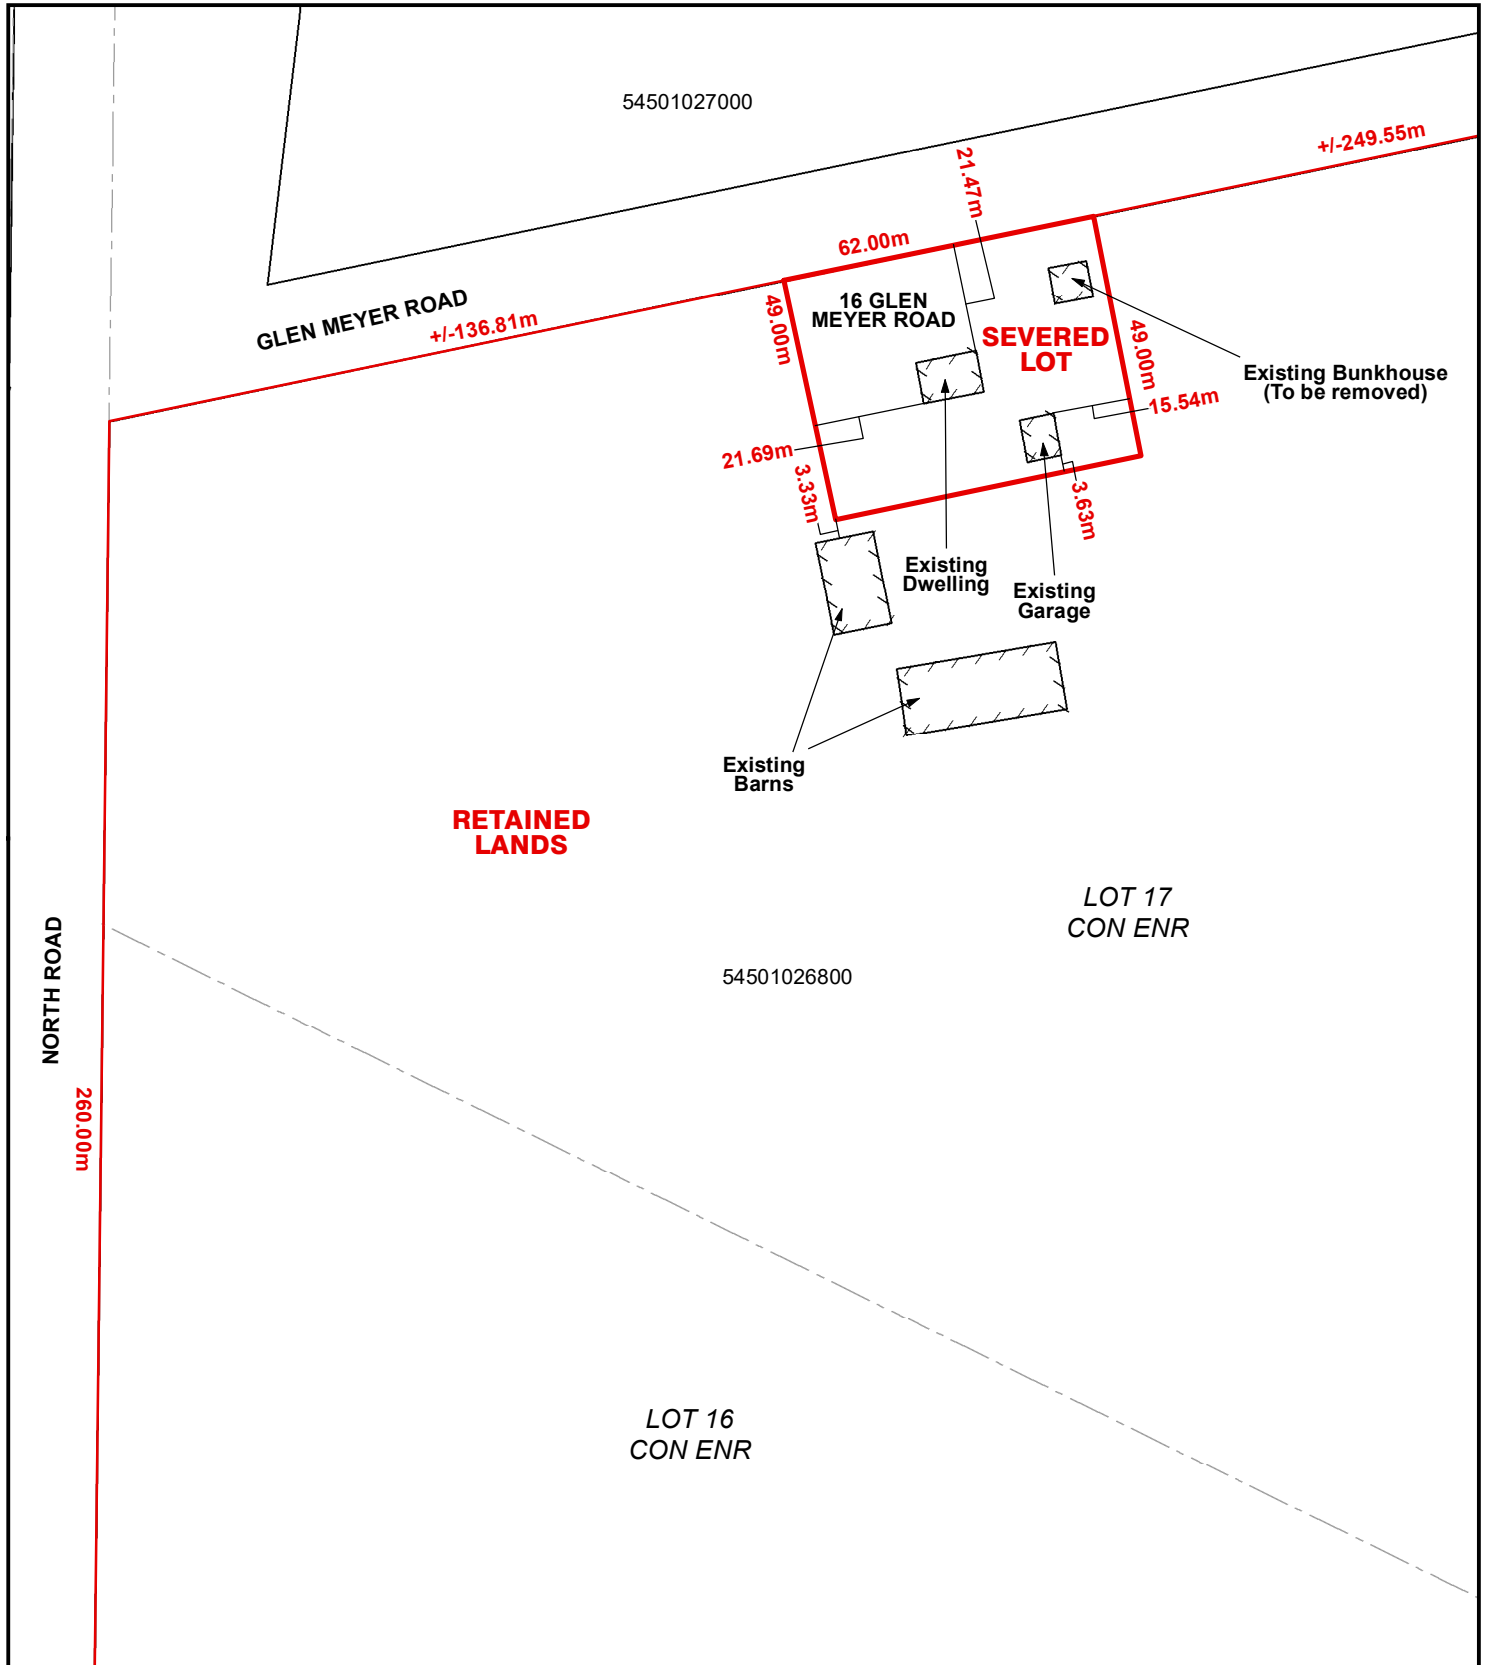 54501027000
+/-249.55m
21.47m
62.00m
GLEN MEYER ROAD
+/-136.81m
49.00m
16 GLEN
MEYER ROAD
SEVERED
LOT
49.00m
Existing Bunkhouse
(To be removed)
15.54m
21.69m
3.33m
3.63m
Existing
Dwelling
Existing
Garage
Existing
Barns
RETAINED
LANDS
LOT 17
CON ENR
54501026800
NORTH ROAD
260.00m
LOT 16
CON ENR